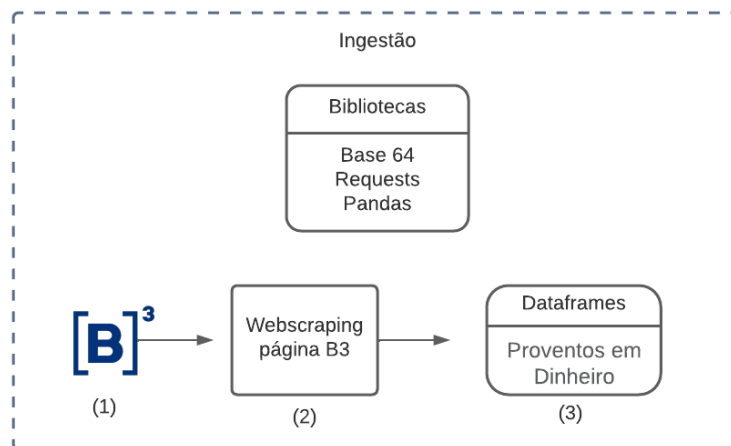 Ingestão
Bibliotecas
Base 64
Requests
Pandas
[B]³
Webscraping
página B3
Dataframes
Proventos em
Dinheiro
(1)
(2)
(3)